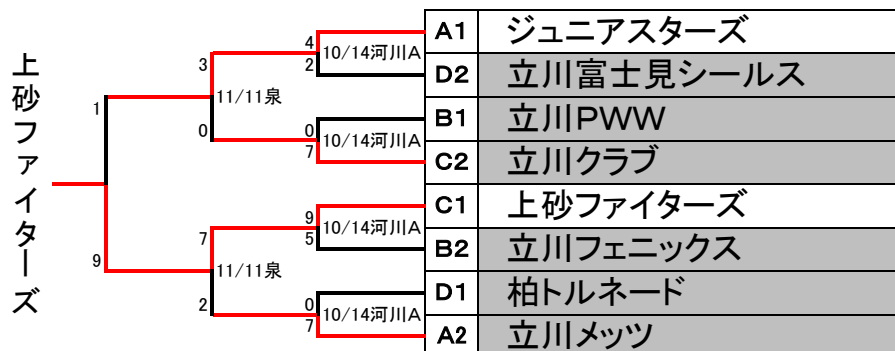 上砂ファイターズ
1
9
3
0
11/11泉
7
2
11/11泉
4
2
10/14河川A
0
7
10/14河川A
9
5
10/14河川A
0
7
10/14河川A
A1 ジュニアスターズ
D2 立川富士見シールス
B1 立川PWW
C2 立川クラブ
C1 上砂ファイターズ
B2 立川フェニックス
D1 柏トルネード
A2 立川メッツ